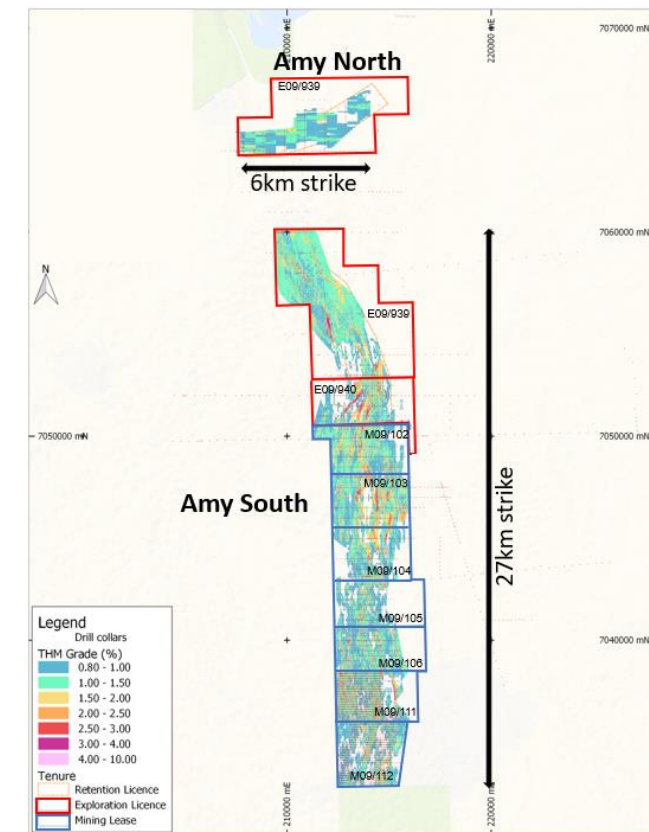 210000 mE
220000 mE
7070000 mN
Amy North
E09/939
6km strike
7060000 mN
N
E09/939
E09/940
7050000 mN
M09/102
M09/103
Amy South
27km strike
M09/104
M09/105
Legend
Drill collars
THM Grade (%)
0.80 - 1.00
1.00 - 1.50
1.50 - 2.00
2.00 - 2.50
2.50 - 3.00
3.00 - 4.00
4.00 - 10.00
Tenure
Retention Licence
Exploration Licence
Mining Lease
7040000 mN
M09/106
M09/111
M09/112
210000 mE
220000 mE